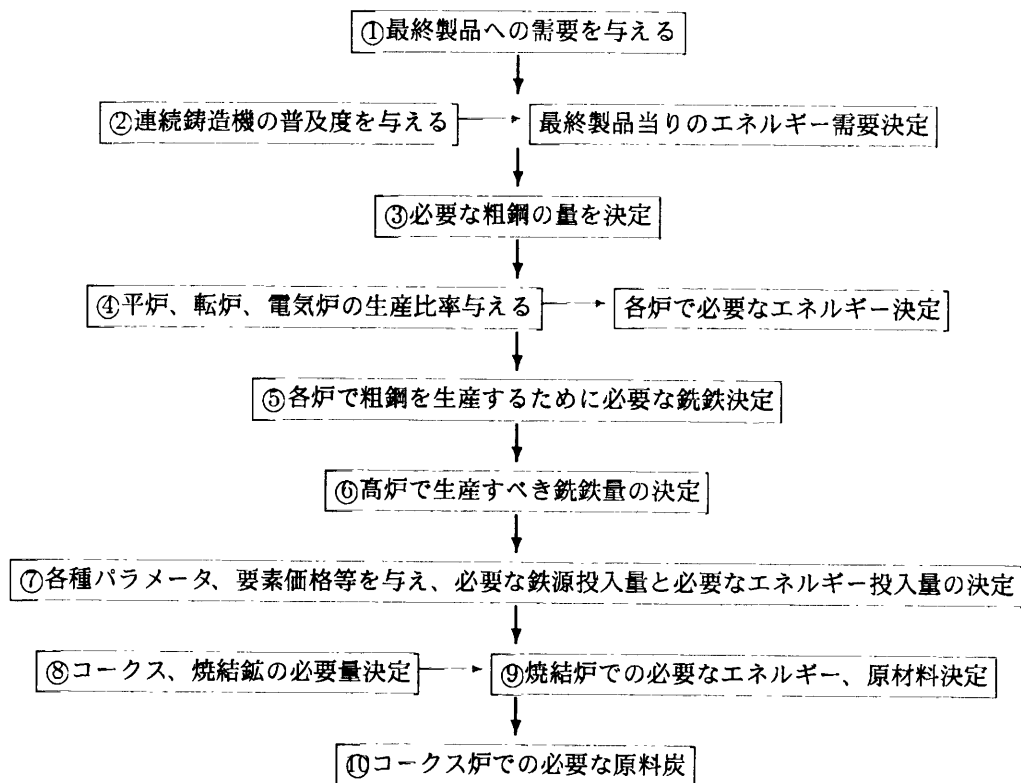 ①最終製品への需要を与える
②連続鋳造機の普及度を与える
最終製品当りのエネルギー需要決定
③必要な粗鋼の量を決定
④平炉、転炉、電気炉の生産比率与える
各炉で必要なエネルギー決定
⑤各炉で粗鋼を生産するために必要な銑鉄決定
⑥高炉で生産すべき銑鉄量の決定
⑦各種パラメータ、要素価格等を与え、必要な鉄源投入量と必要なエネルギー投入量の決定
⑧コークス、焼結鉱の必要量決定
⑨焼結炉での必要なエネルギー、原材料決定
⑩コークス炉での必要な原料炭